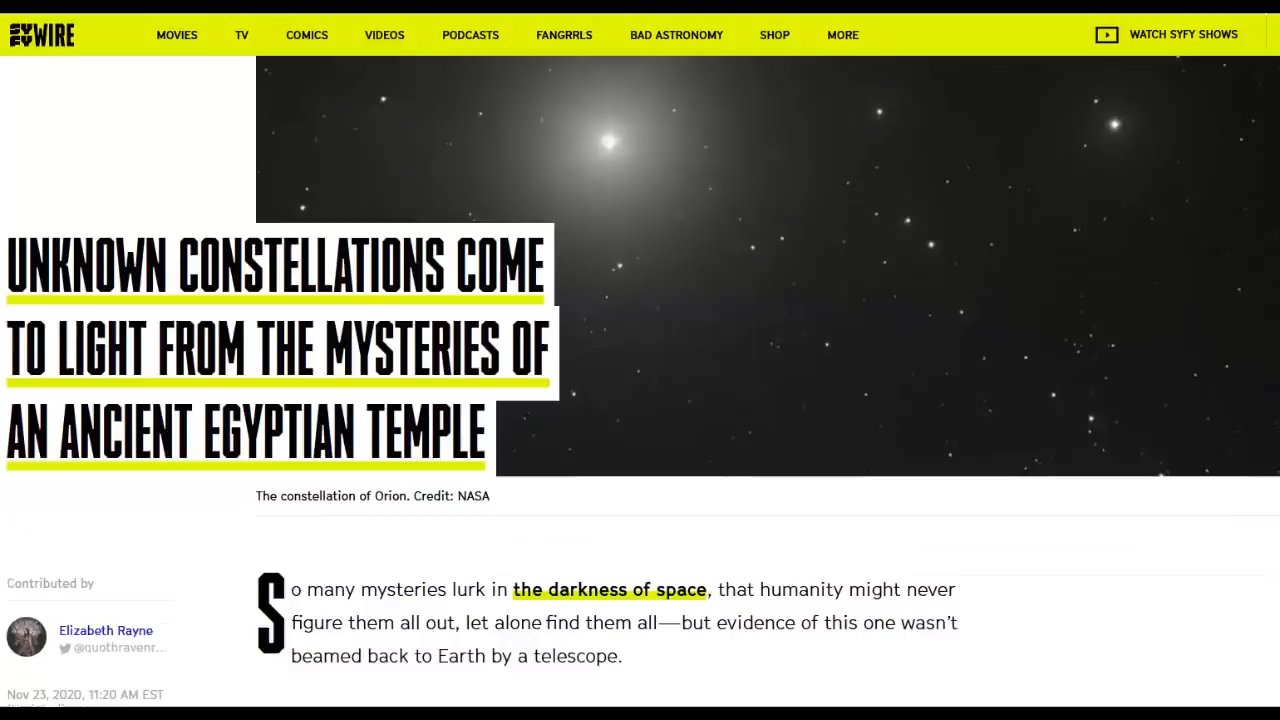 SYFY WIRE
MOVIES TV COMICS VIDEOS PODCASTS FANGRRLS BAD ASTRONOMY SHOP MORE WATCH SYFY SHOWS
UNKNOWN CONSTELLATIONS COME
TO LIGHT FROM THE MYSTERIES OF
AN ANCIENT EGYPTIAN TEMPLE
The constellation of Orion. Credit: NASA
Contributed by
Elizabeth Rayne
@quothravenr...
Nov 23, 2020, 11:20 AM EST
So many mysteries lurk in the darkness of space, that humanity might never
figure them all out, let alone find them all—but evidence of this one wasn't
beamed back to Earth by a telescope.